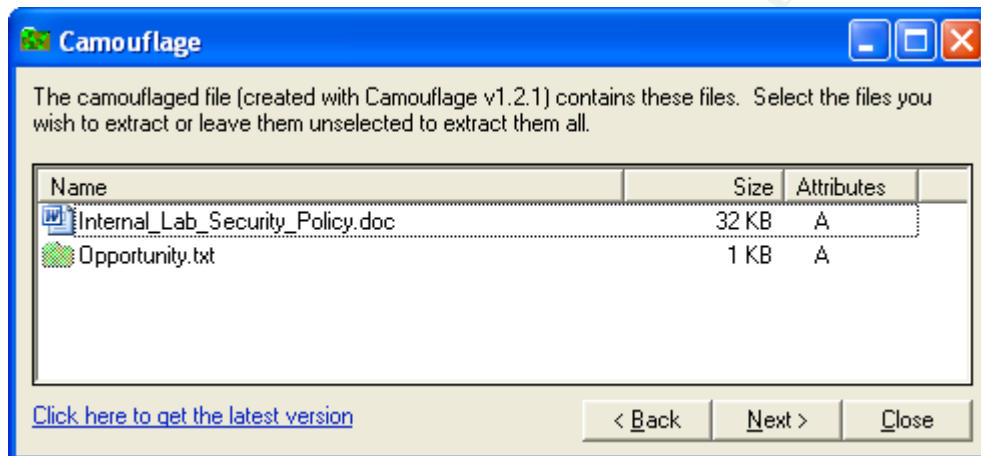 Camouflage
The camouflaged file (created with Camouflage v1.2.1) contains these files. Select the files you
wish to extract or leave them unselected to extract them all.
Name Size Attributes
Internal_Lab_Security_Policy.doc 32 KB A
Opportunity.txt 1 KB A
Click here to get the latest version < Back Next > Close